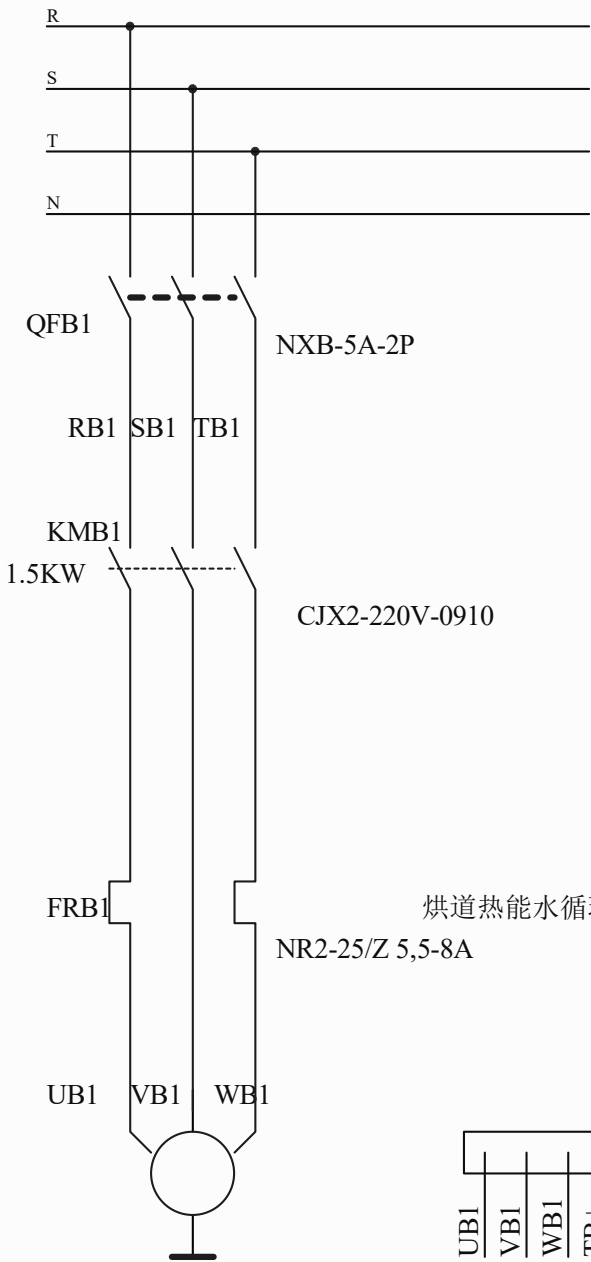 R
S
T
N
QFB1
NXB-5A-2P
RB1 SB1 TB1
KMB1
1.5KW
CJX2-220V-0910
FRB1
烘道热能水循
NR2-25/Z 5,5-8A
UB1 VB1 WB1
UB1
VB1
WB1